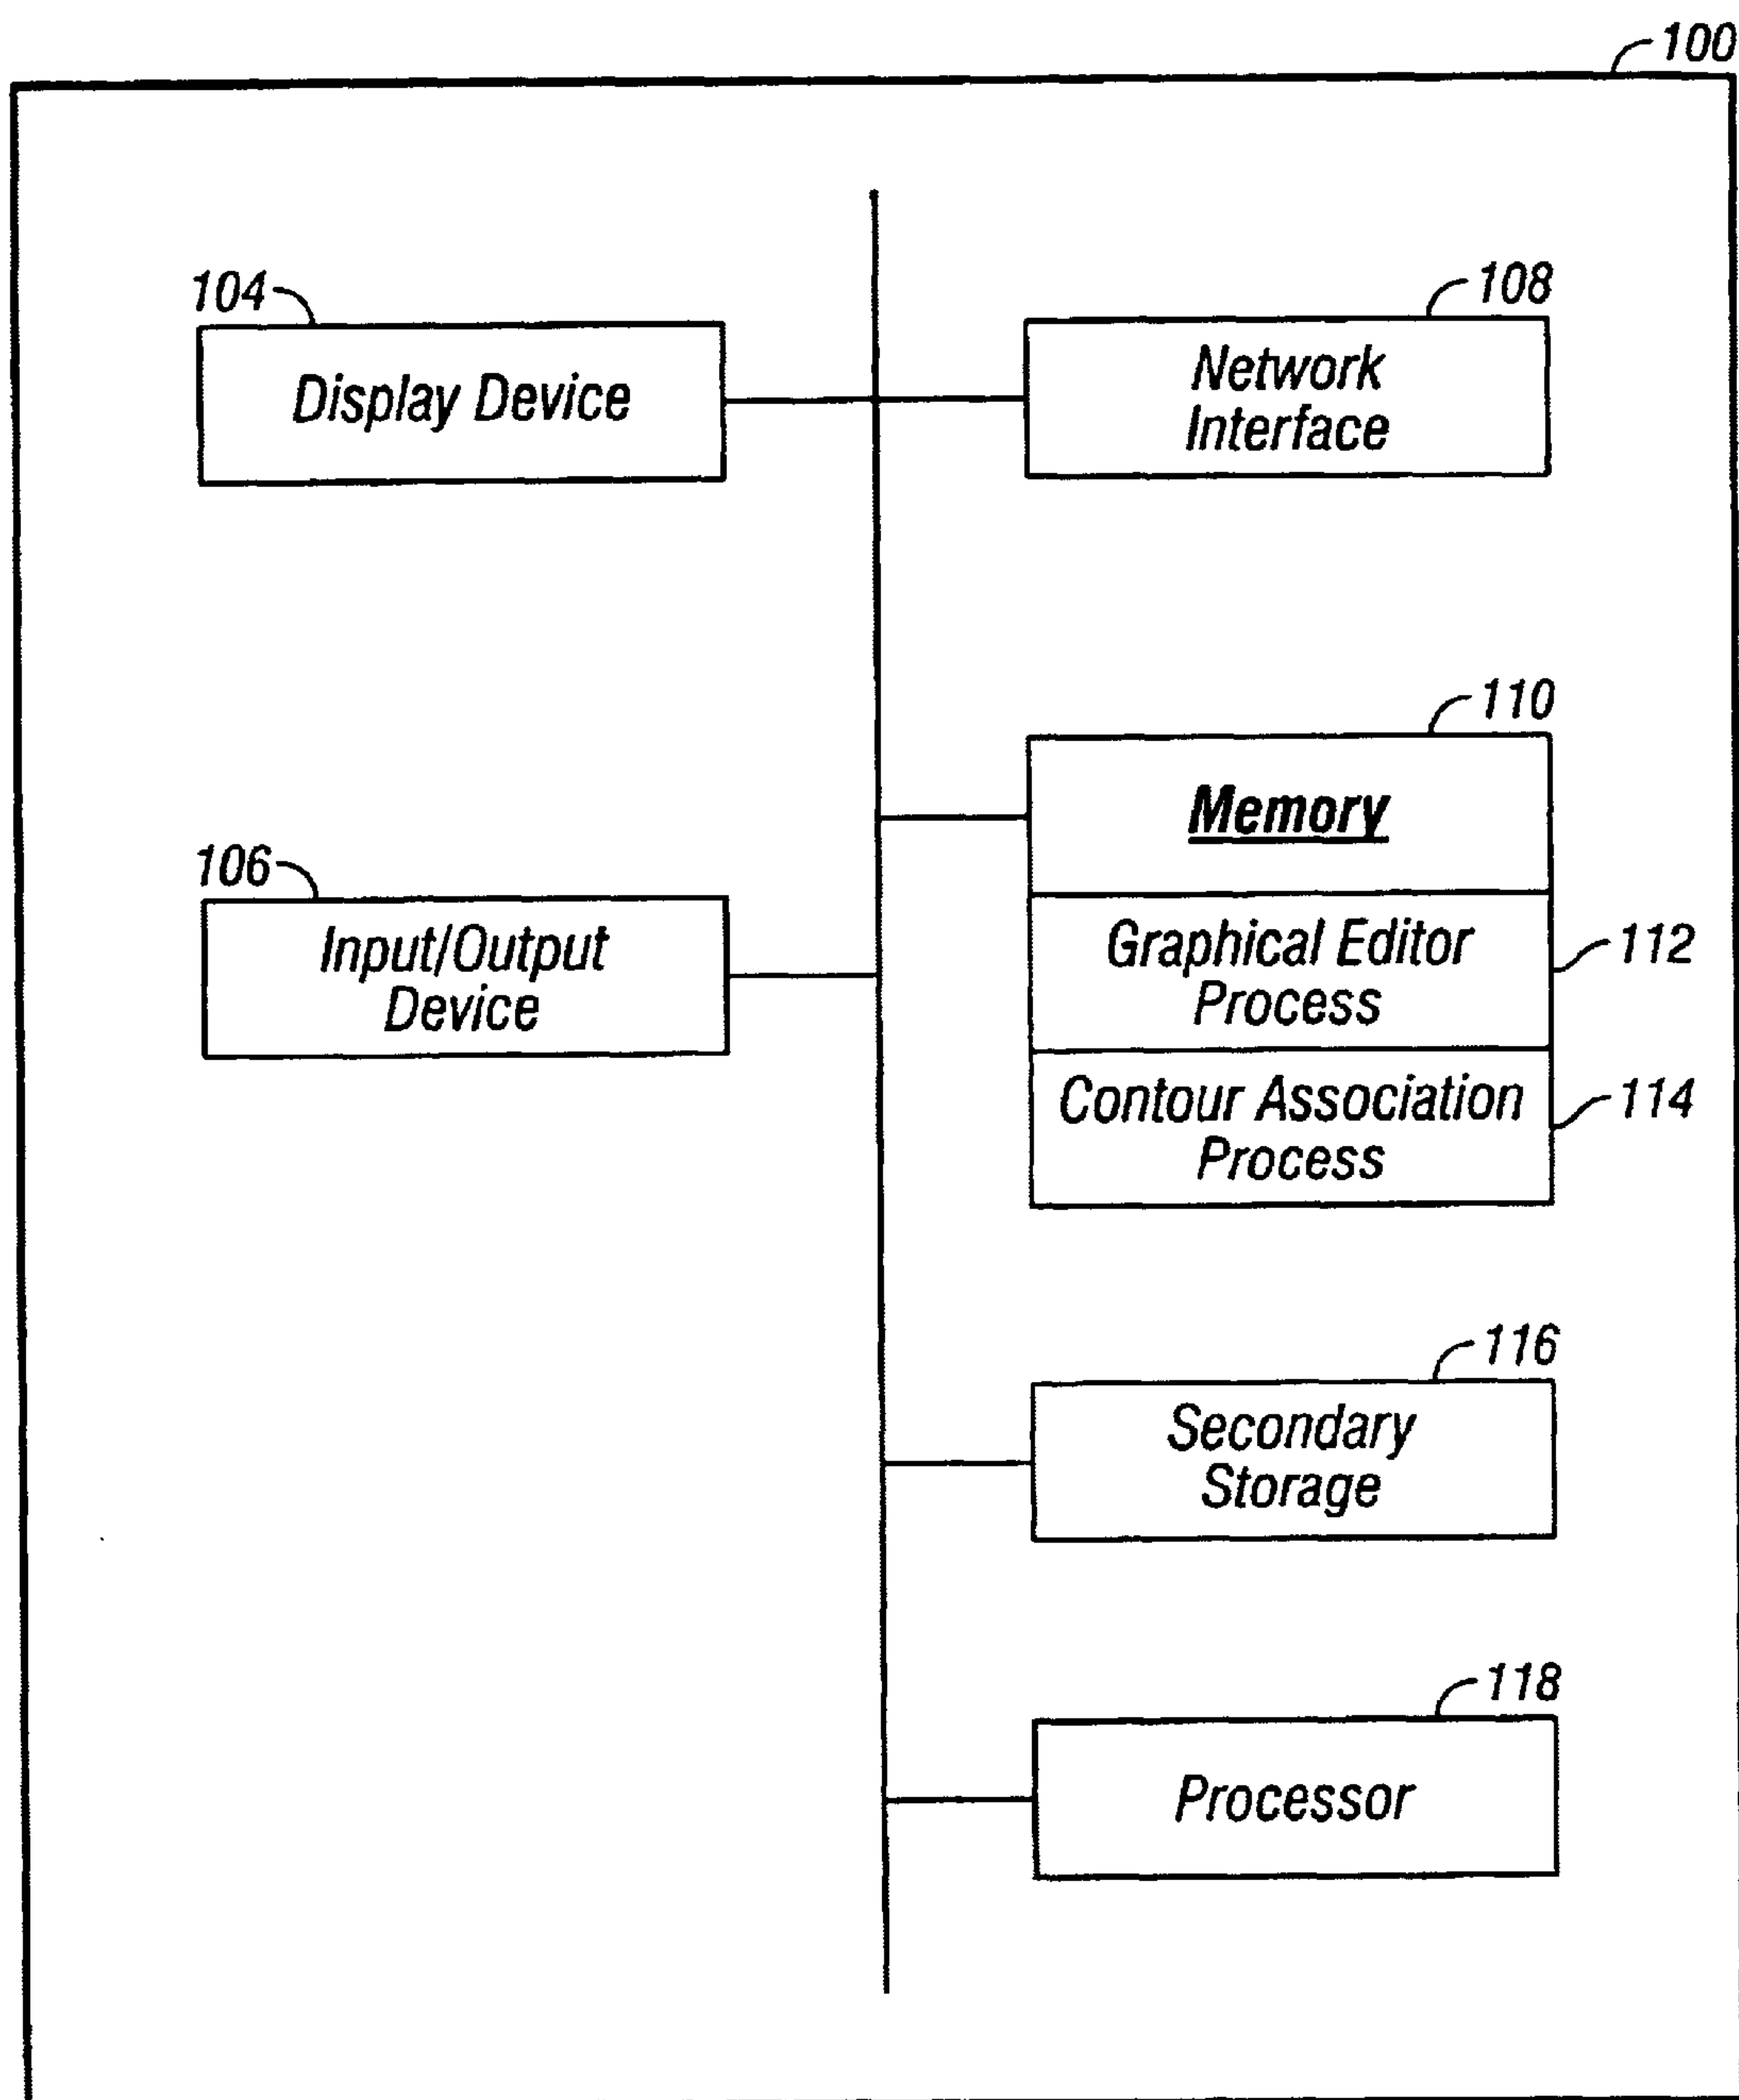 100
104
Display Device
108
Network
Interface
110
Memory
106
Input/Output
Device
Graphical Editor
Process
112
Contour Association
Process
114
116
Secondary
Storage
118
Processor